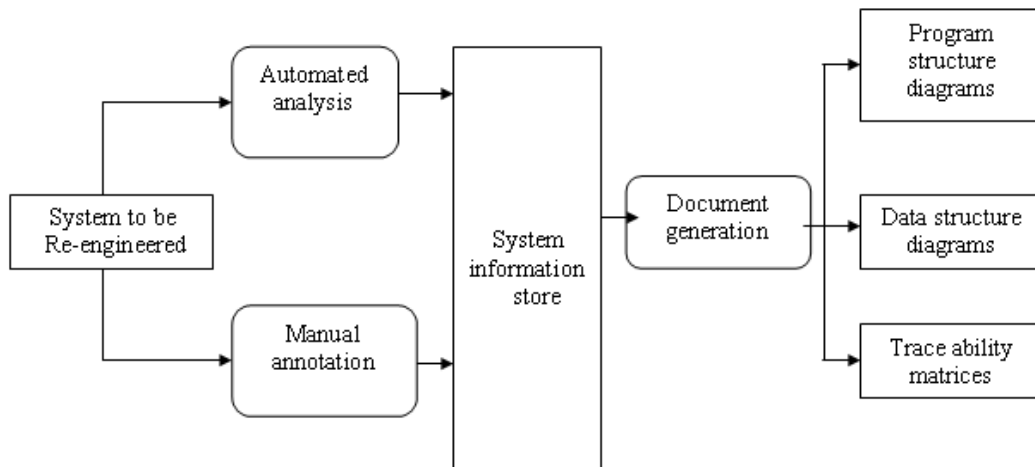 System to be
Re-engineered
Automated
analysis
Manual
annotation
System
information
store
Document
generation
Program
structure
diagrams
Data structure
diagrams
Trace ability
matrices